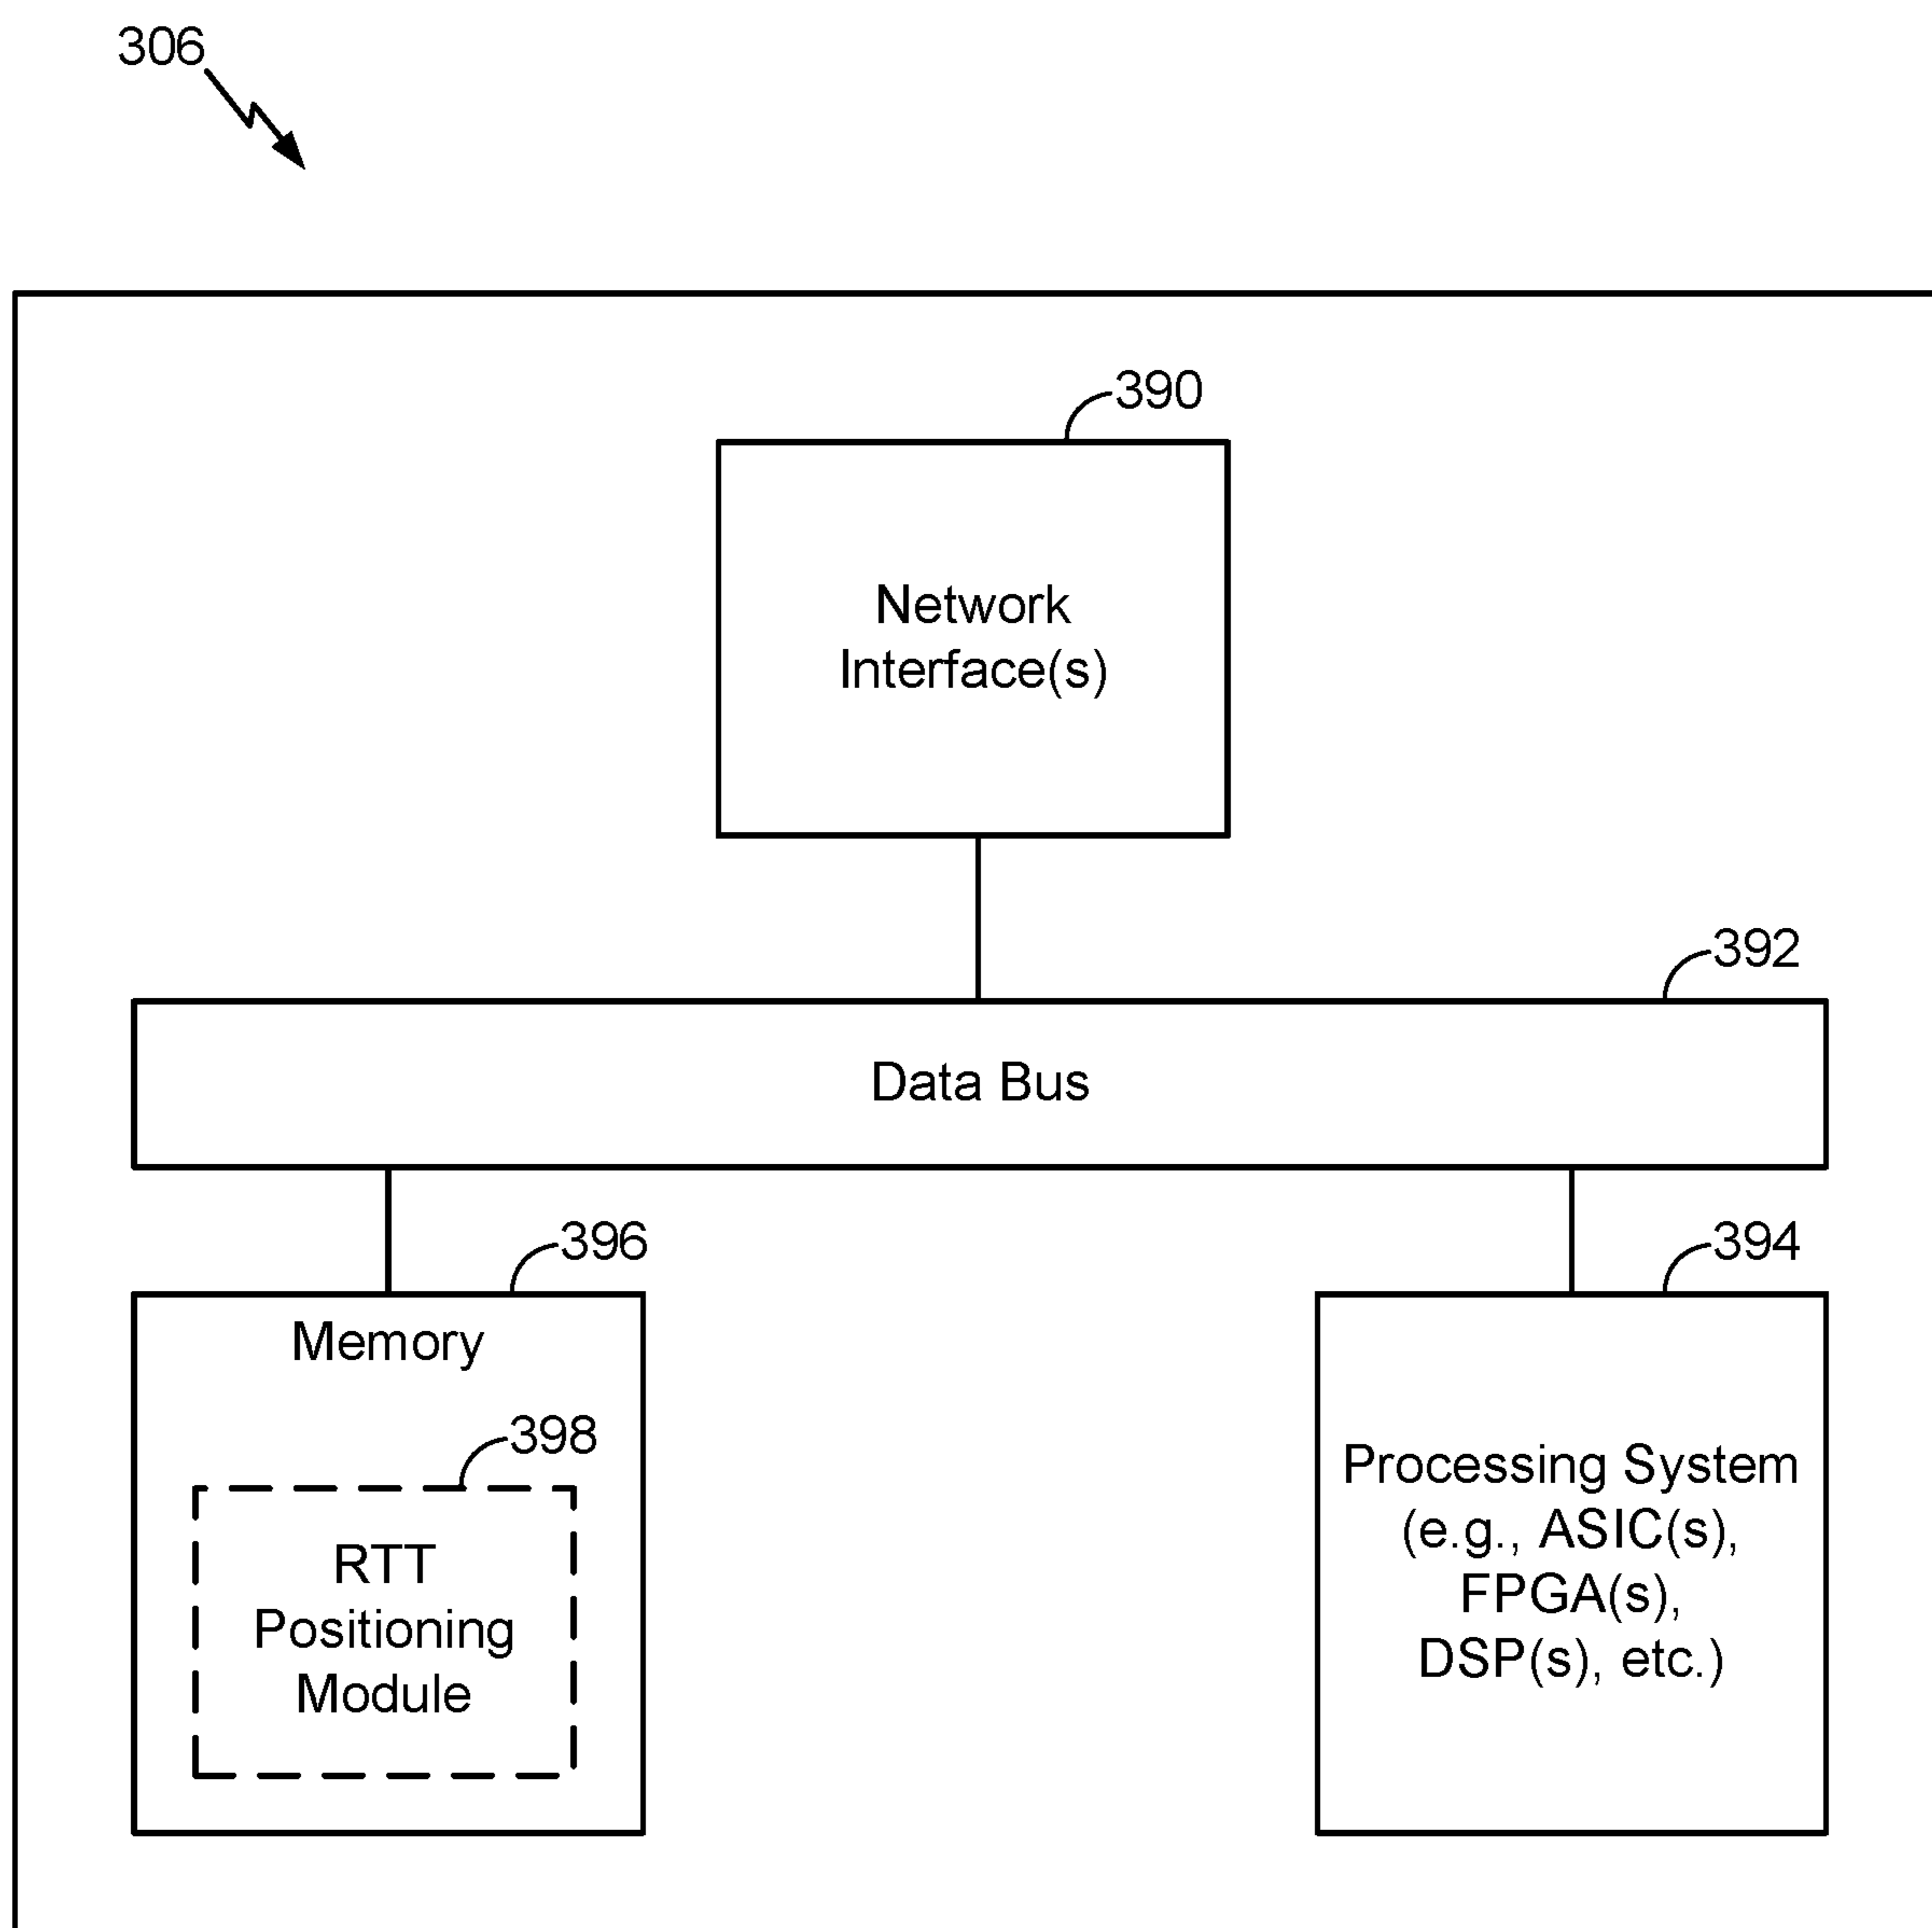 306
390
Network
Interface(s)
392
Data Bus
396
394
Memory
398
RTT
Positioning
Module
Processing System
(e.g., ASIC(s),
FPGA(s),
DSP(s), etc.)